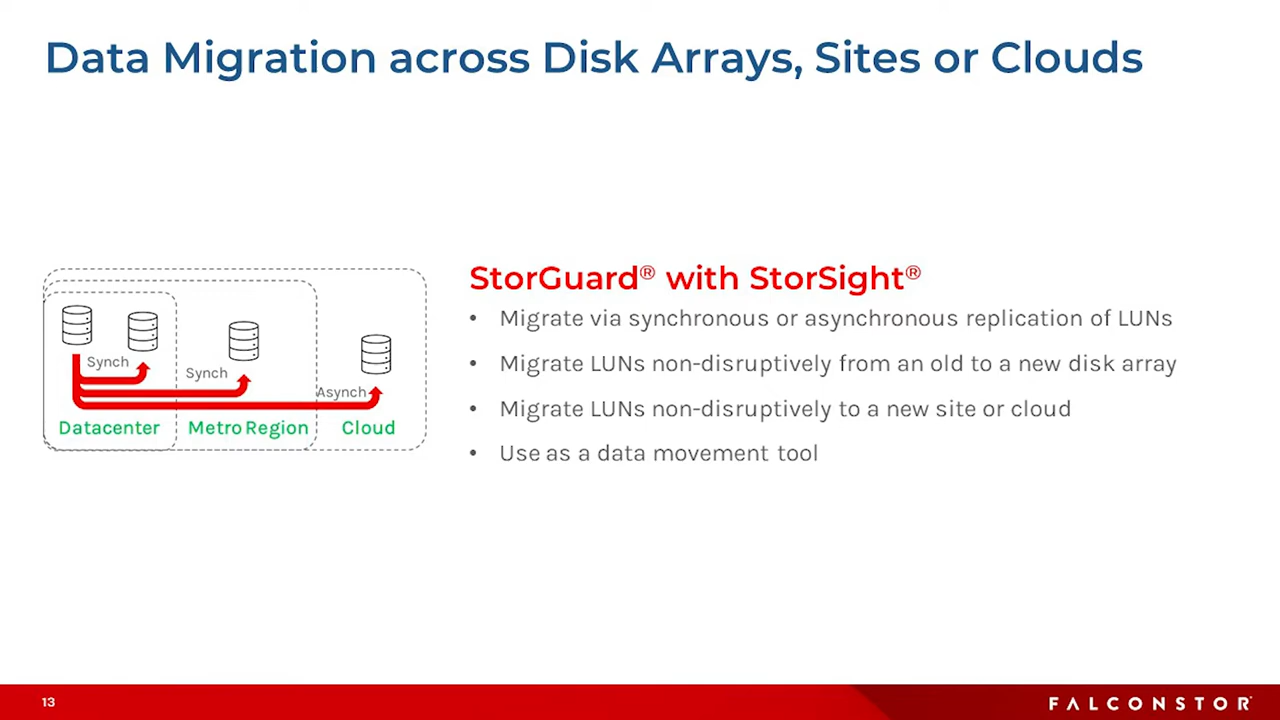 Data Migration across Disk Arrays, Sites or Clouds
Synch
Synch
Asynch
Datacenter
Metro Region
Cloud
StorGuard® with StorSight®
• Migrate via synchronous or asynchronous replication of LUNs
• Migrate LUNs non-disruptively from an old to a new disk array
• Migrate LUNs non-disruptively to a new site or cloud
• Use as a data movement tool
13
FALCONSTOR